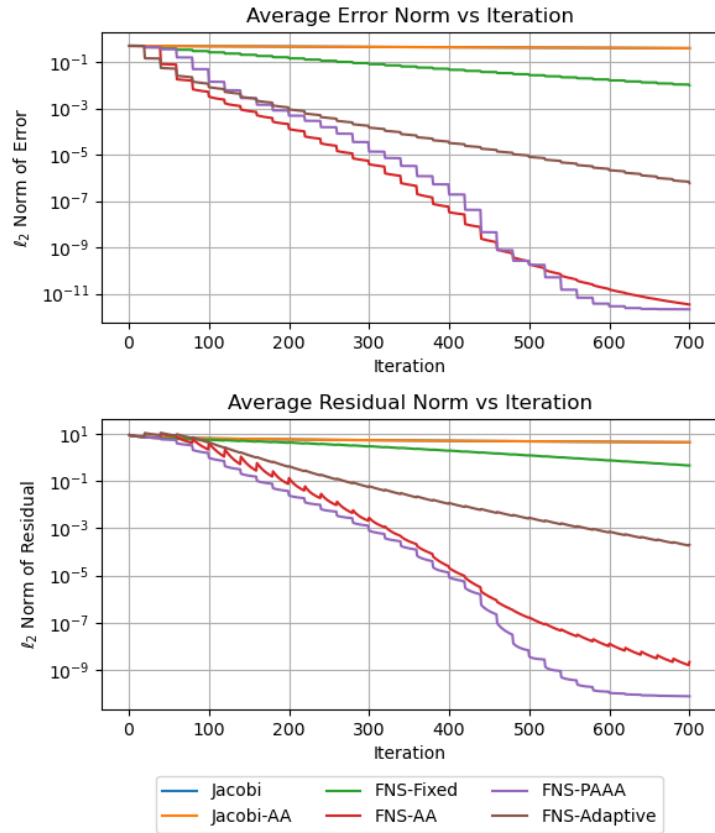 Average Error Norm vs Iteration
10⁻¹
10⁻³
10⁻⁵
10⁻⁷
10⁻⁹
10⁻¹¹
ℓ₂ Norm of Error
0 100 200 300 400 500 600 700
Iteration
Average Residual Norm vs Iteration
10¹
10⁻¹
10⁻³
10⁻⁵
10⁻⁷
10⁻⁹
ℓ₂ Norm of Residual
0 100 200 300 400 500 600 700
Iteration
Jacobi FNS-Fixed FNS-PAAA
Jacobi-AA FNS-AA FNS-Adaptive